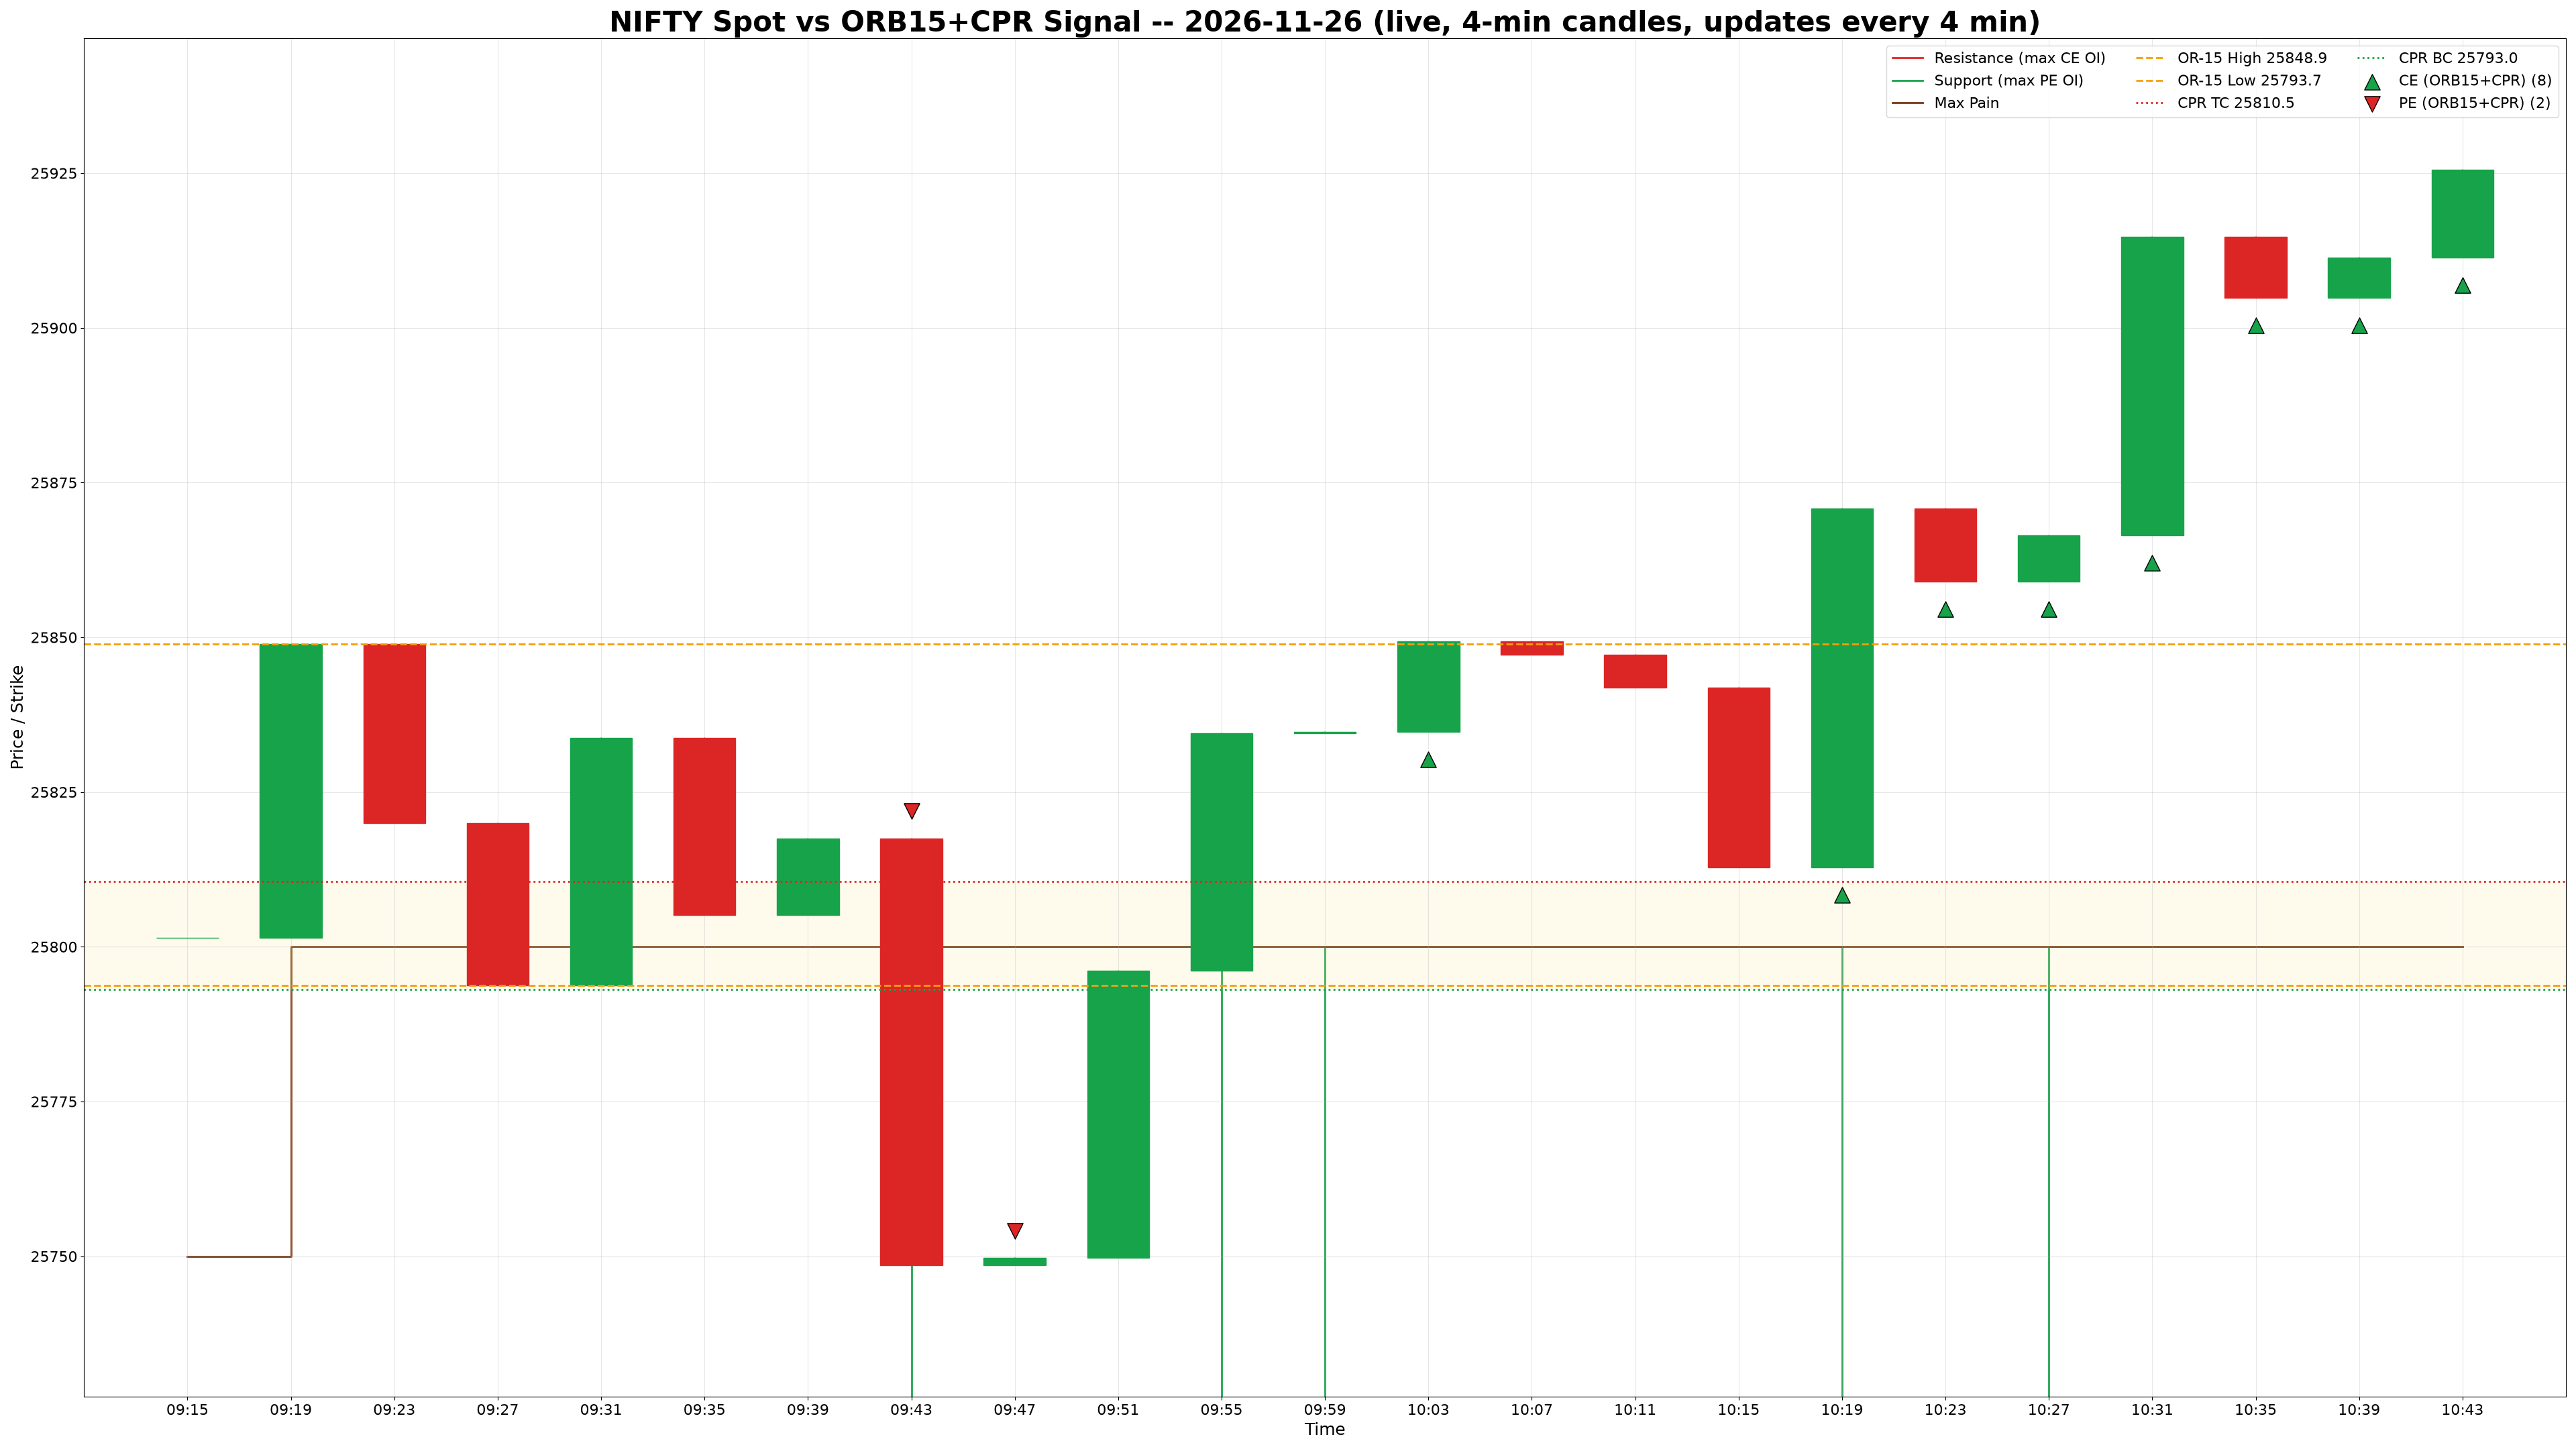 NIFTY Spot vs ORB15+CPR Signal -- 2026-11-26 (live, 4-min candles, updates every 4 min)
Resistance (max CE OI)
Support (max PE OI)
Max Pain
OR-15 High 25848.9
OR-15 Low 25793.7
CPR TC 25810.5
CPR BC 25793.0
CE (ORB15+CPR) (8)
PE (ORB15+CPR) (2)
Price / Strike
25925
25900
25875
25850
25825
25800
25775
25750
09:15 09:19 09:23 09:27 09:31 09:35 09:39 09:43 09:47 09:51 09:55 09:59 10:03 10:07 10:11 10:15 10:19 10:23 10:27 10:31 10:35 10:39 10:43
Time